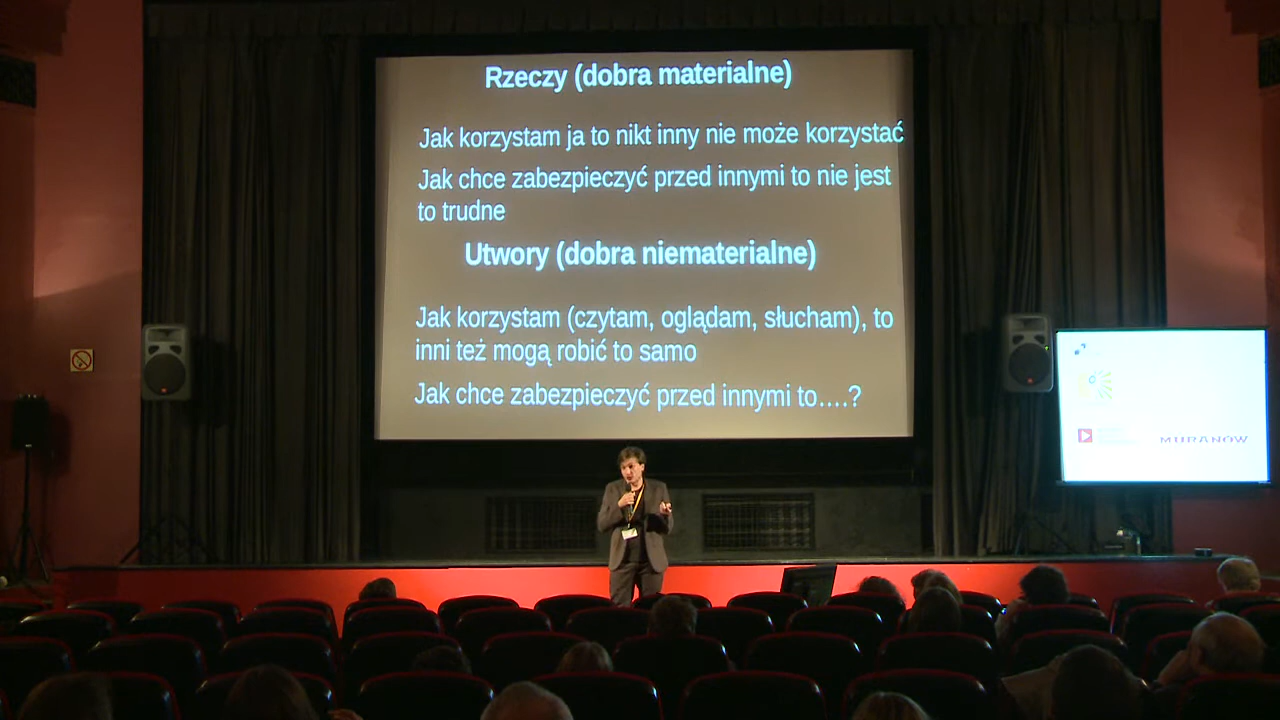 Rzeczy (dobra materialne)
Jak korzystam ja to nikt inny nie może korzystać
Jak chce zabezpieczyć przed innymi to nie jest
to trudne
Utwory (dobra niematerialne)
Jak korzystam (czytam, oglądam, słucham), to
inni też mogą robić to samo
Jak chce zabezpieczyć przed innymi to....?
MURANÓW